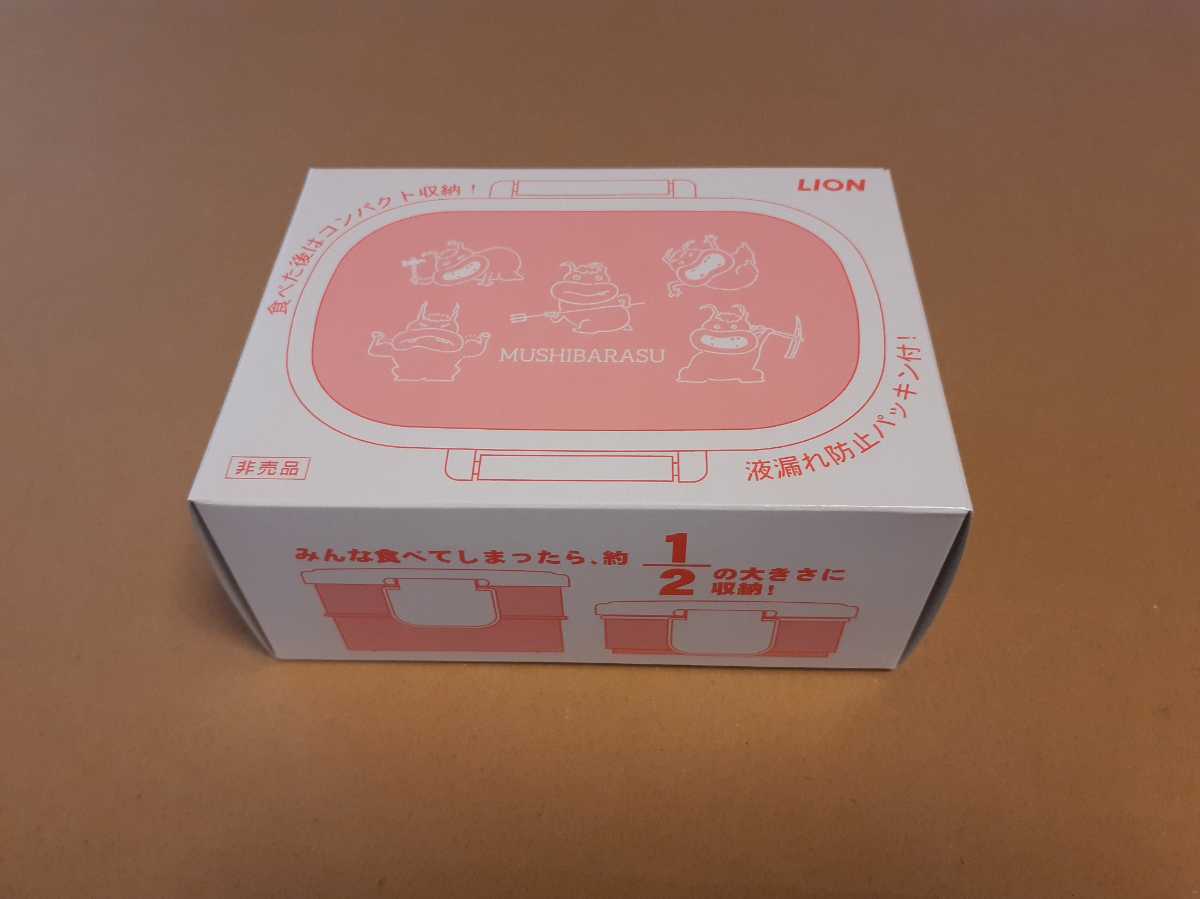 LION
食べた後はコンパクト収納！
MUSHIBARASU
液漏れ防止パッキン付！
非売品
みんな食べてしまったら、約1/2の大きさに
収納！